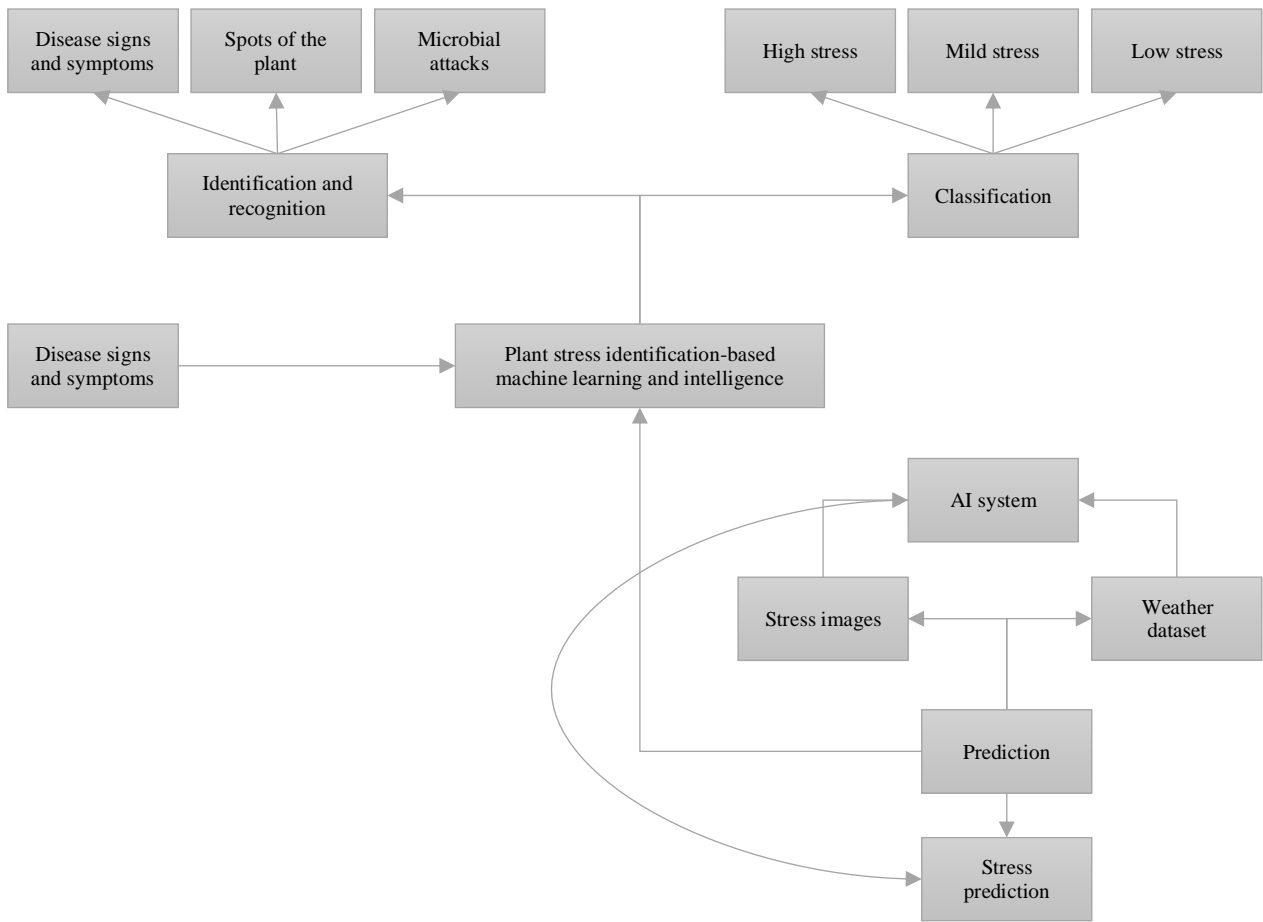 Disease signs
and symptoms
Spots of the
plant
Microbial
attacks
High stress
Mild stress
Low stress
Identification and
recognition
Classification
Disease signs
and symptoms
Plant stress identification-based
machine learning and intelligence
AI system
Stress images
Weather
dataset
Prediction
Stress
prediction